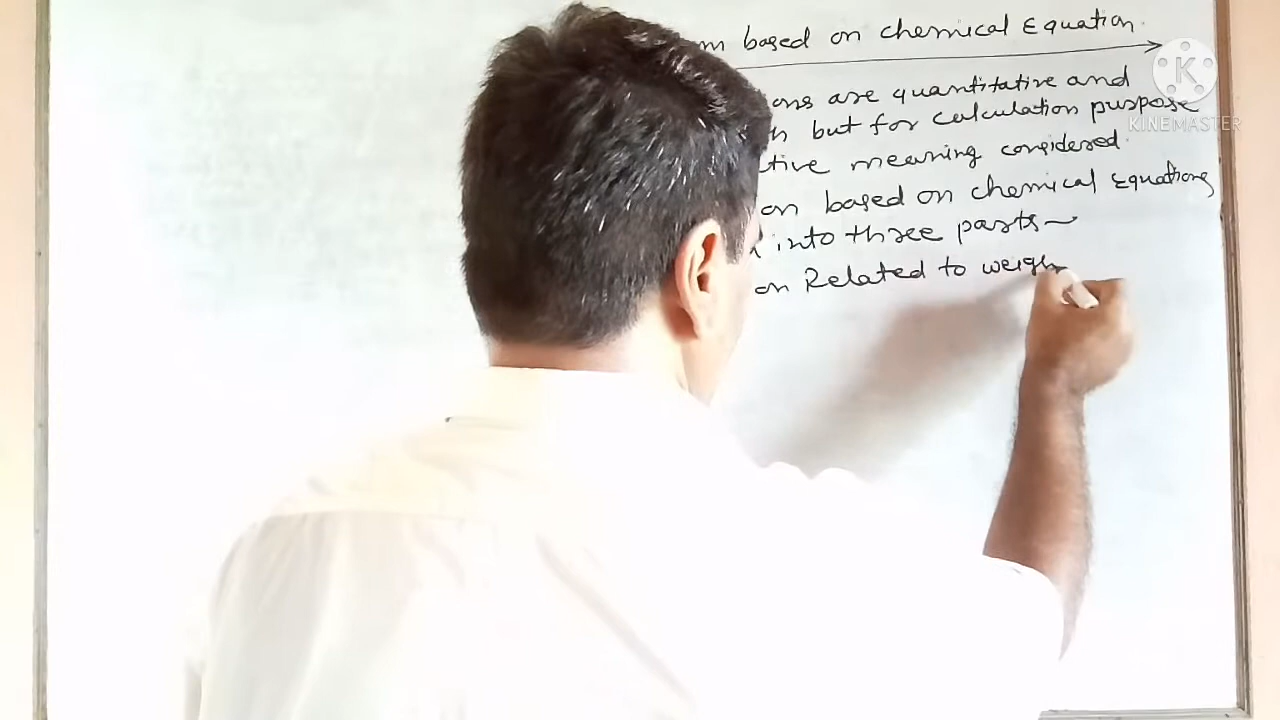 based on chemical Equation.
ons are quantitative and
but for calculation purpose
tive meaning considered.
on based on chemical Equations
into three parts~
on Related to weigh
K
KINEMASTER